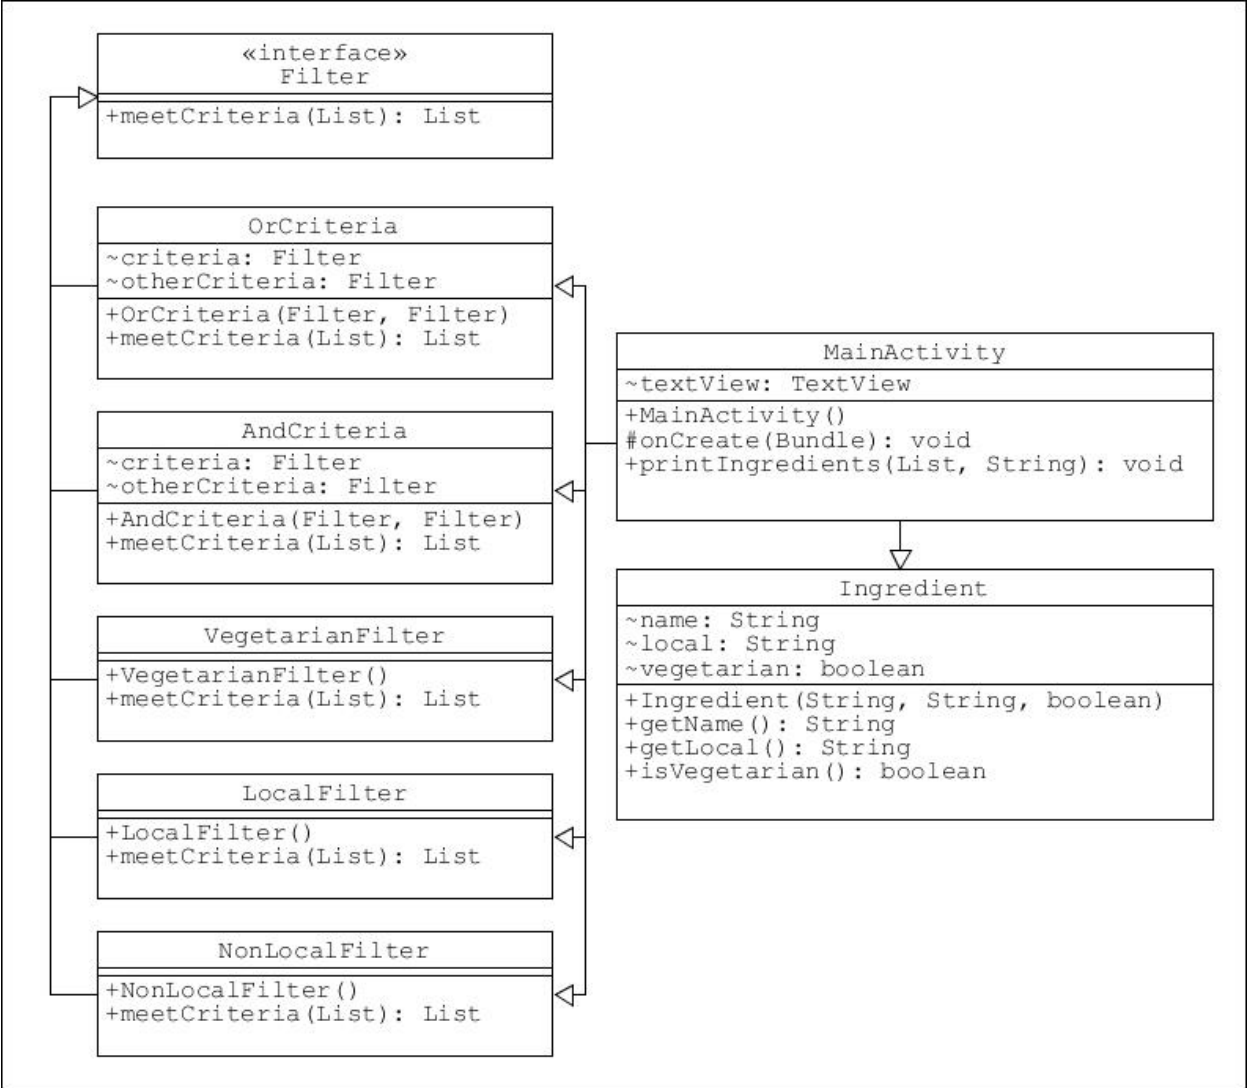 «interface»
Filter
+meetCriteria(List): List
OrCriteria
~criteria: Filter
~otherCriteria: Filter
+OrCriteria(Filter, Filter)
+meetCriteria(List): List
AndCriteria
~criteria: Filter
~otherCriteria: Filter
+AndCriteria(Filter, Filter)
+meetCriteria(List): List
VegetarianFilter
+VegetarianFilter()
+meetCriteria(List): List
LocalFilter
+LocalFilter()
+meetCriteria(List): List
NonLocalFilter
+NonLocalFilter()
+meetCriteria(List): List
MainActivity
~textView: TextView
+MainActivity()
#onCreate(Bundle): void
+printIngredients(List, String): void
Ingredient
~name: String
~local: String
~vegetarian: boolean
+Ingredient(String, String, boolean)
+getName(): String
+getLocal(): String
+isVegetarian(): boolean